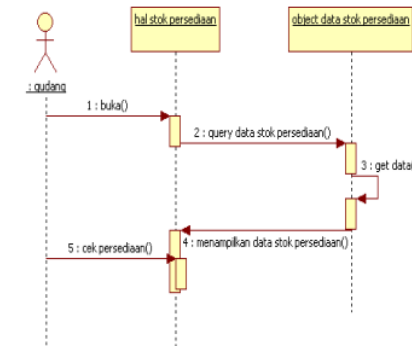 hal stok persediaan
object data stok persediaan
: gudang
1 : buka()
2 : query data stok persediaan()
3 : get data
4 : menampilkan data stok persediaan()
5 : cek persediaan()